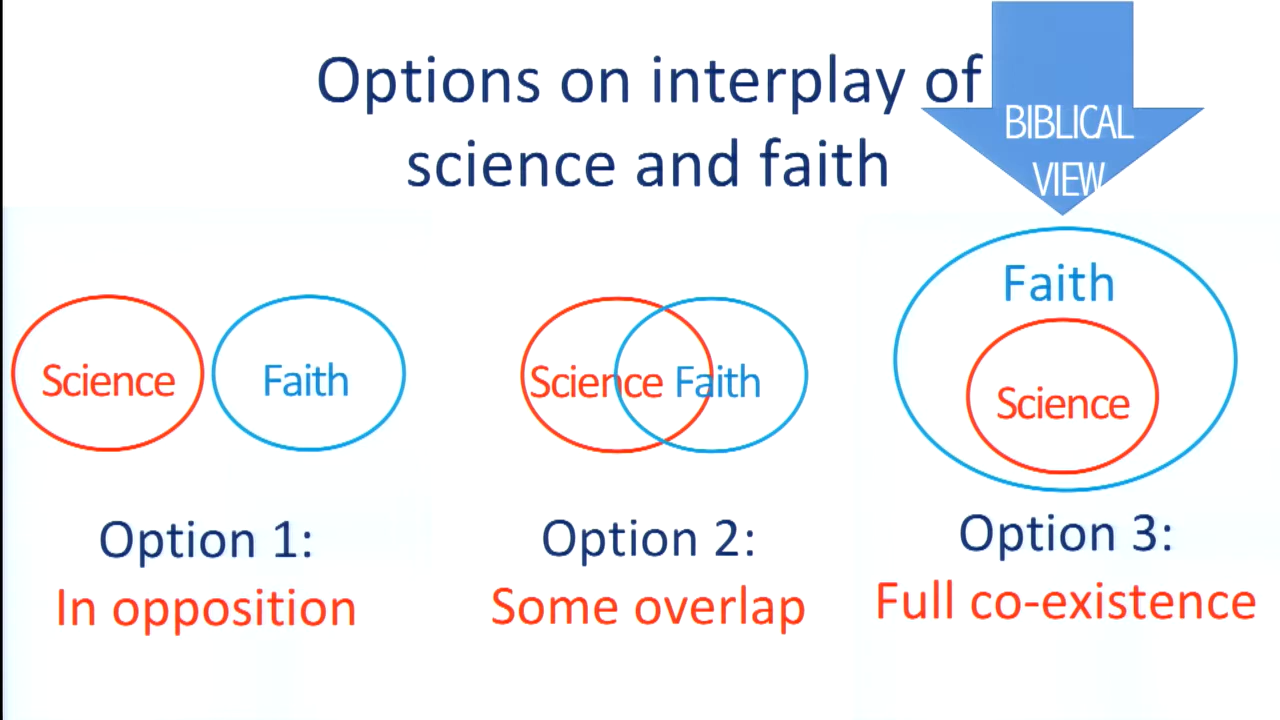 Options on interplay of
science and faith
BIBLICAL
VIEW
Science
Faith
Science
Faith
Faith
Science
Option 1:
In opposition
Option 2:
Some overlap
Option 3:
Full co-existence